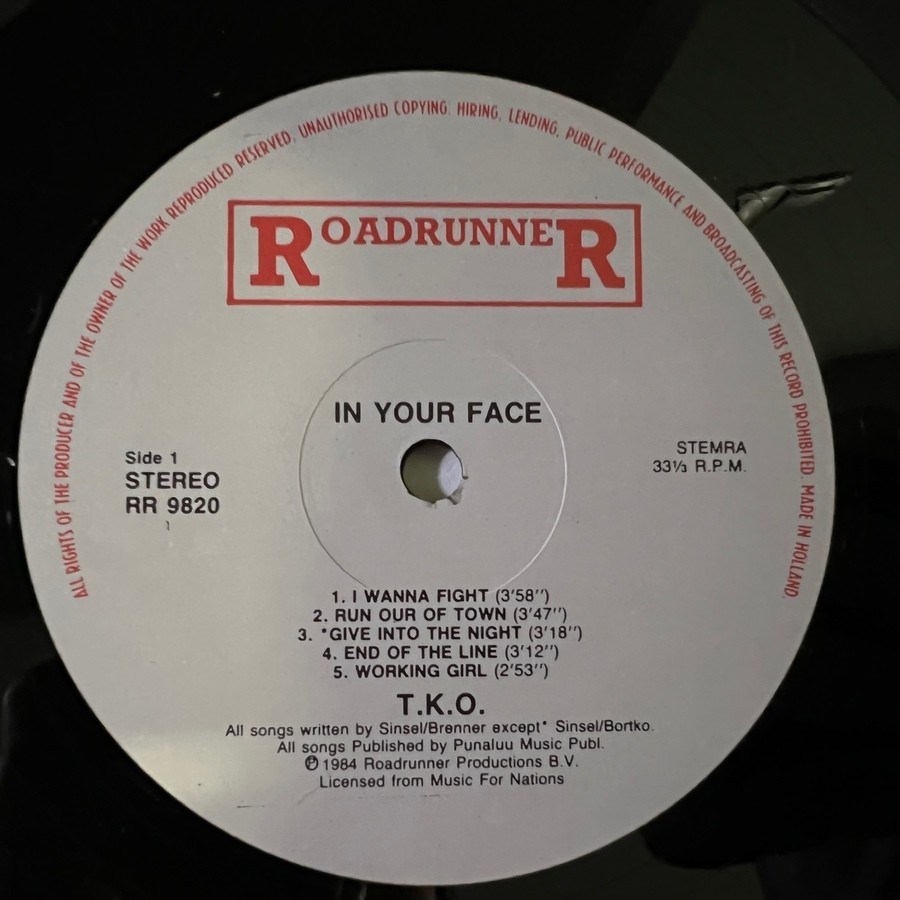 ALL RIGHTS OF THE PRODUCER AND OF THE OWNER OF THE WORK REPRODUCED RESERVED. UNAUTHORISED COPYING. HIRING, LENDING, PUBLIC PERFORMANCE AND BROADCASTING OF THIS RECORD PROHIBITED. MADE IN HOLLAND.
ROADRUNNER
IN YOUR FACE
Side 1
STEREO
RR 9820
STEMRA
33⅓ R.P.M.
1. I WANNA FIGHT (3'58'')
2. RUN OUR OF TOWN (3'47'')
3. *GIVE INTO THE NIGHT (3'18'')
4. END OF THE LINE (3'12'')
5. WORKING GIRL (2'53'')
T.K.O.
All songs written by Sinsel/Brenner except* Sinsel/Bortko.
All songs Published by Punaluu Music Publ.
℗ 1984 Roadrunner Productions B.V.
Licensed from Music For Nations